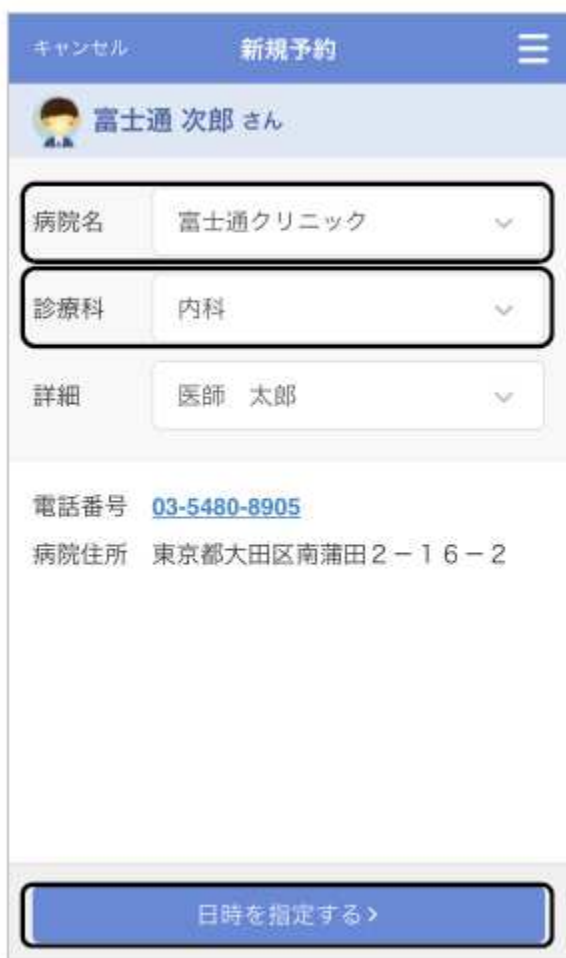 キャンセル 新規予約
富士通 次郎 さん
病院名 富士通クリニック
診療科 内科
詳細 医師 太郎
電話番号 03-5480-8905
病院住所 東京都大田区南蒲田2-16-2
日時を指定する>